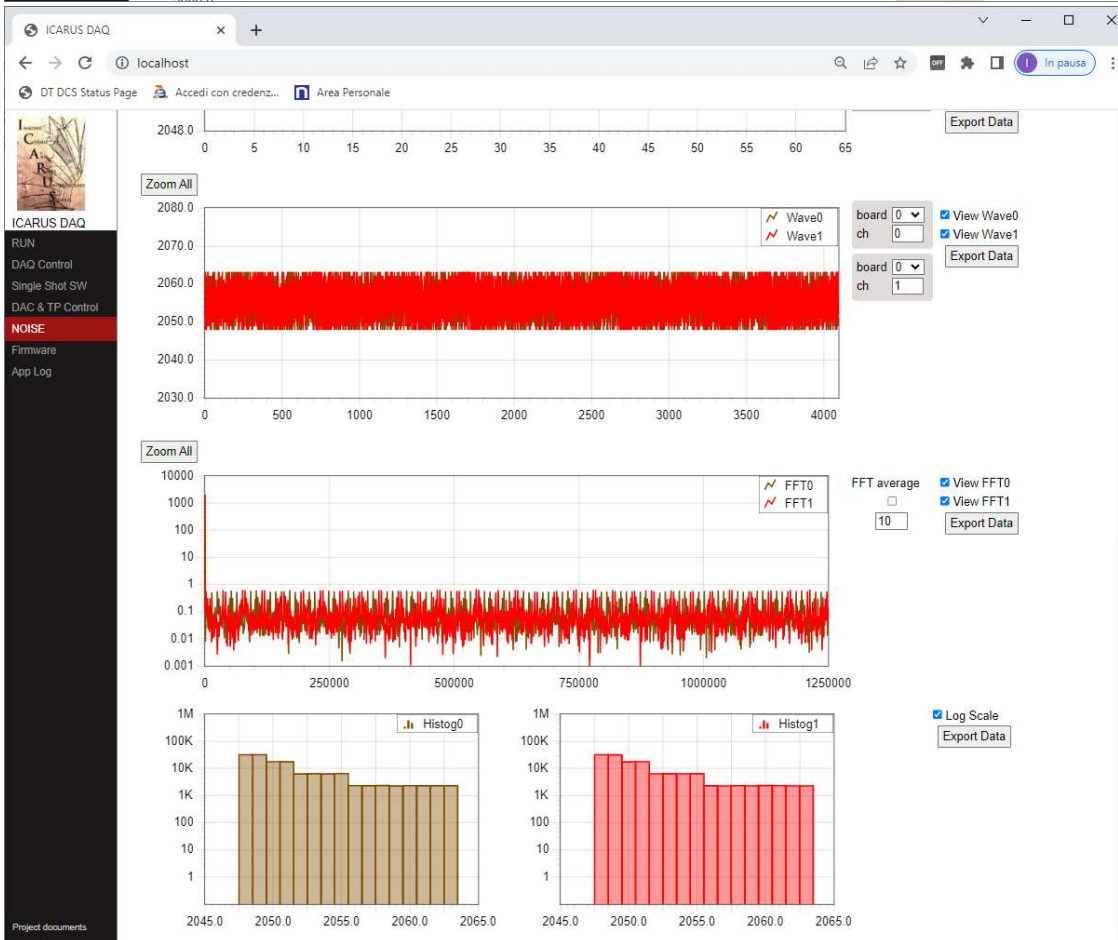 ICARUS DAQ
localhost
OFF
I
In pausa
DT DCS Status Page
Accedi con credenz...
Area Personale
I
C
A
R
U
S
ICARUS DAQ
RUN
DAQ Control
Single Shot SW
DAC & TP Control
NOISE
Firmware
App Log
Project documents
2048.0
0 5 10 15 20 25 30 35 40 45 50 55 60 65
Export Data
Zoom All
2080.0
2070.0
2060.0
2050.0
2040.0
2030.0
0 500 1000 1500 2000 2500 3000 3500 4000
Wave0
Wave1
board 0
ch 0
board 0
ch 1
View Wave0
View Wave1
Export Data
Zoom All
10000
1000
100
10
1
0.1
0.01
0.001
0 250000 500000 750000 1000000 1250000
FFT0
FFT1
FFT average
10
View FFT0
View FFT1
Export Data
1M
100K
10K
1K
100
10
1
2045.0 2050.0 2055.0 2060.0 2065.0
Histog0
1M
100K
10K
1K
100
10
1
2045.0 2050.0 2055.0 2060.0 2065.0
Histog1
Log Scale
Export Data